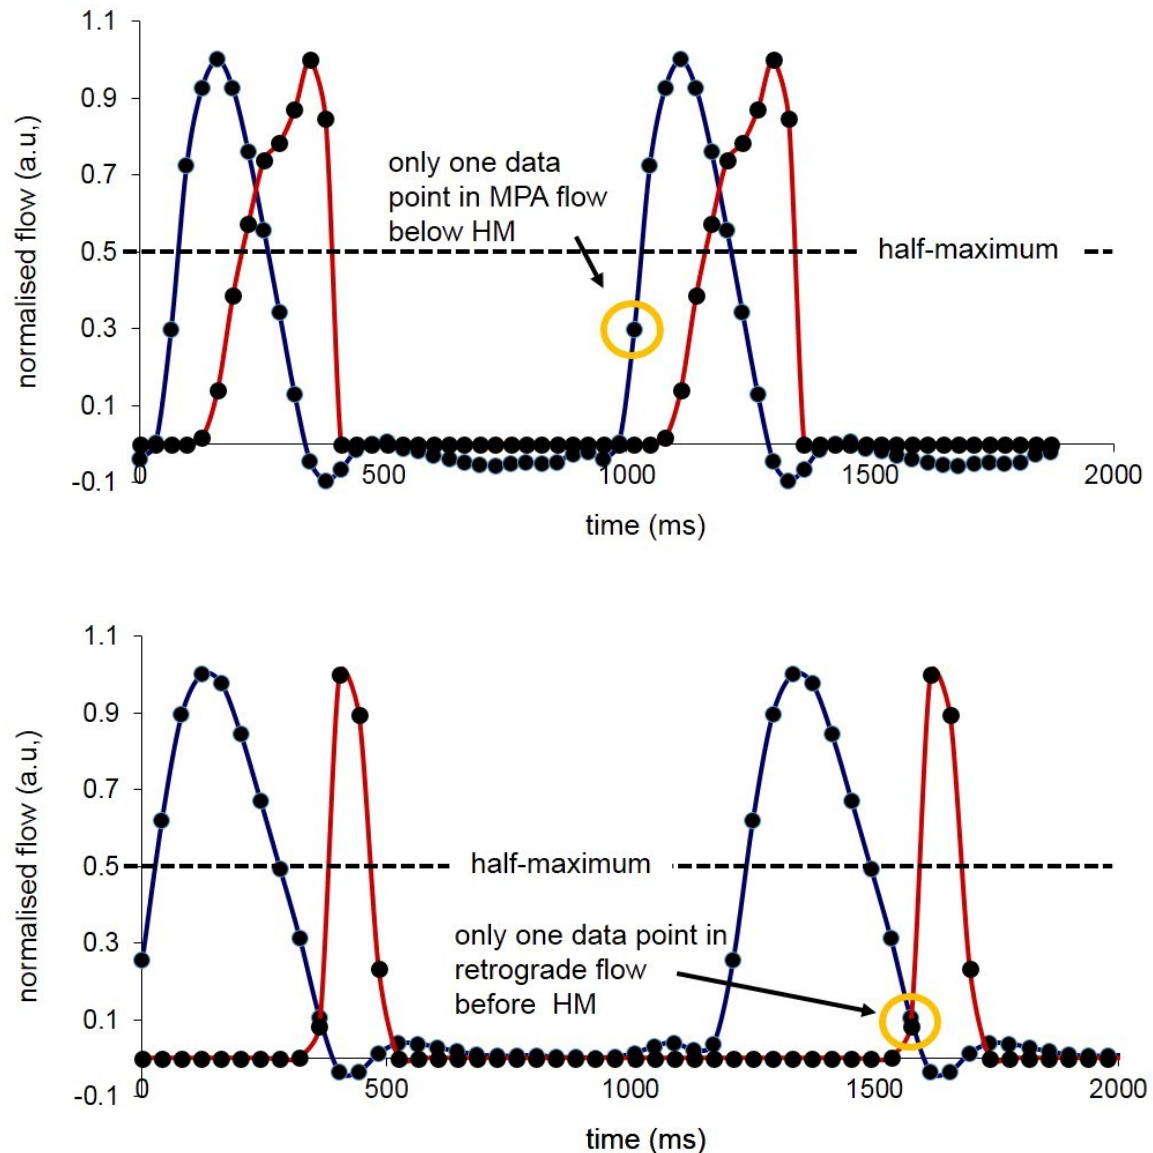 1.1
0.9
0.7
0.5
0.3
0.1
-0.1
normalised flow (a.u,)
only one data
point in MPA flow
below HM
half-maximum
0
500
1000
1500
2000
time (ms)
1.1
0.9
0.7
0.5
0.3
0.1
-0.1
normalised flow (a.u,)
half-maximum
only one data point in
retrograde flow
before HM
0
500
1000
1500
2000
time (ms)